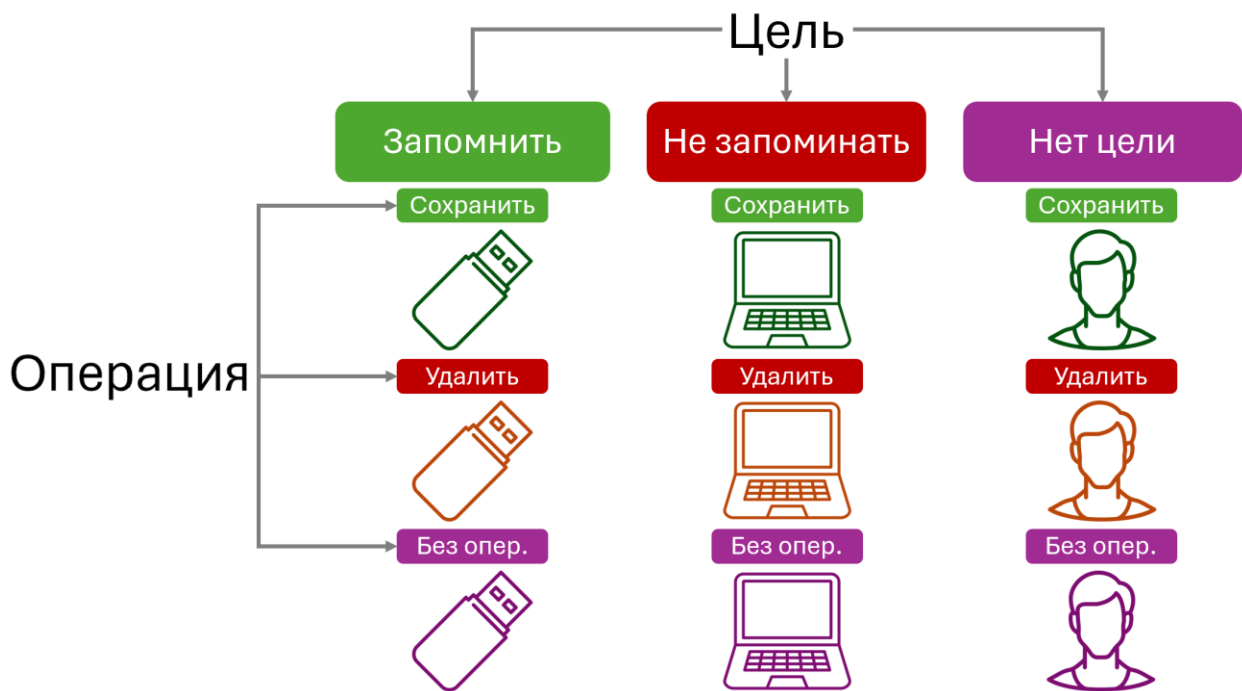 Цель
Запомнить
Не запоминать
Нет цели
Сохранить
Сохранить
Сохранить
Операция
Удалить
Удалить
Удалить
Без опер.
Без опер.
Без опер.